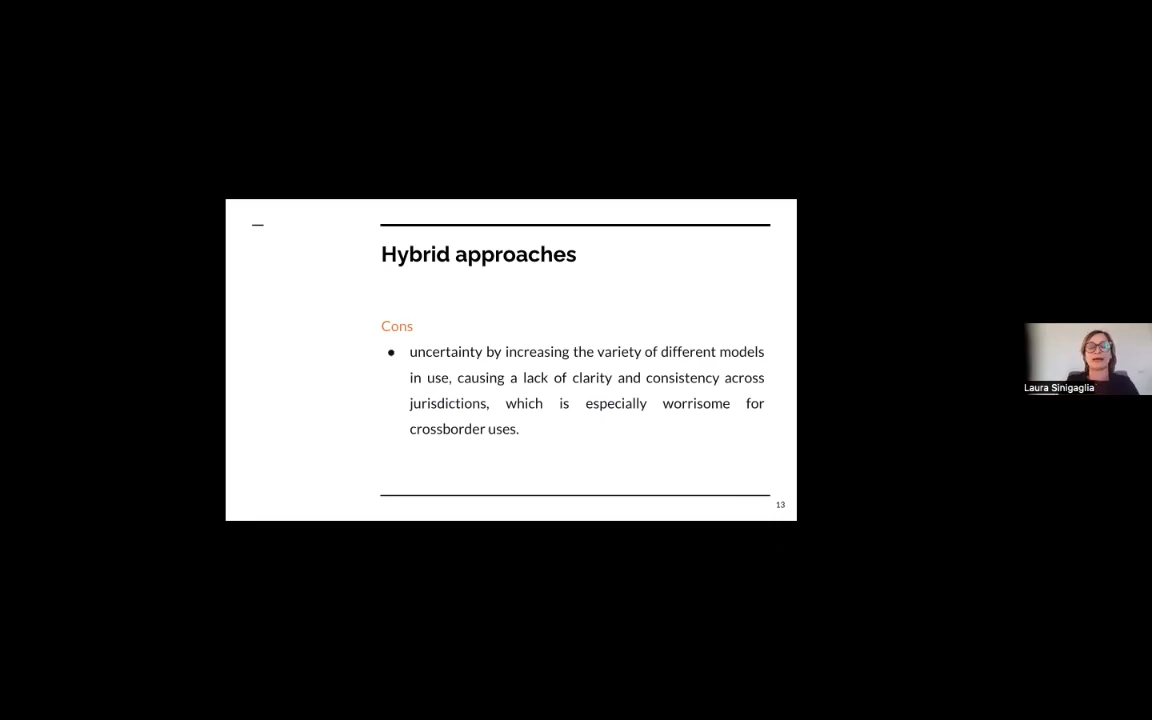 —
Hybrid approaches
Cons
● uncertainty by increasing the variety of different models
in use, causing a lack of clarity and consistency across
jurisdictions, which is especially worrisome for
crossborder uses.
13
Laura Sinigaglia